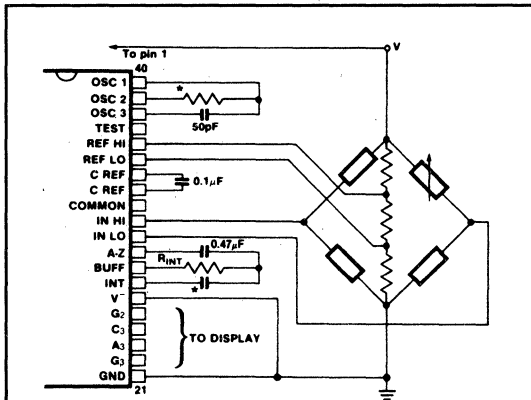 To pin 1
V
40
OSC 1
OSC 2
*
OSC 3
50pF
TEST
REF HI
REF LO
C REF
0.1μF
C REF
COMMON
IN HI
IN LO
0.47μF
A-Z
BUFF
RINT
INT
*
V-
G2
C3
TO DISPLAY
A3
G3
GND
21